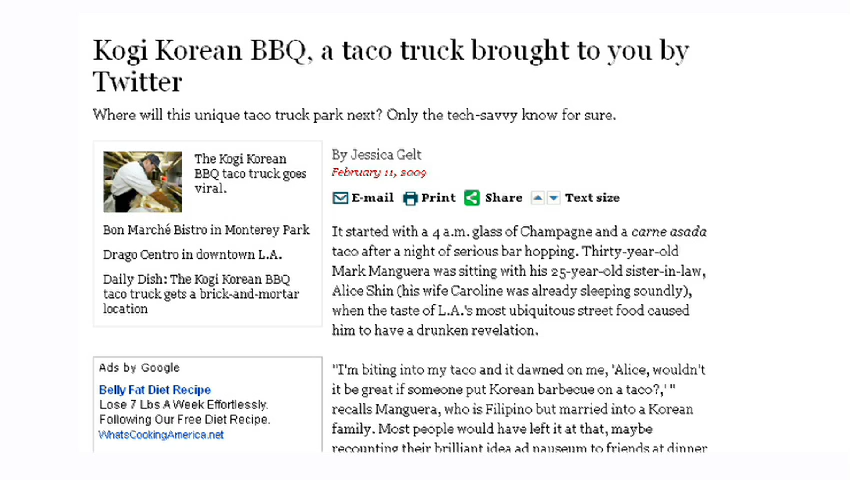 Kogi Korean BBQ, a taco truck brought to you by
Twitter
Where will this unique taco truck park next? Only the tech-savvy know for sure.
The Kogi Korean
BBQ taco truck goes
viral.
Bon Marché Bistro in Monterey Park
Drago Centro in downtown L.A.
Daily Dish: The Kogi Korean BBQ
taco truck gets a brick-and-mortar
location
Ads by Google
Belly Fat Diet Recipe
Lose 7 Lbs A Week Effortlessly.
Following Our Free Diet Recipe.
WhatsCookingAmerica.net
By Jessica Gelt
February 11, 2009
E-mail Print Share Text size
It started with a 4 a.m. glass of Champagne and a carne asada
taco after a night of serious bar hopping. Thirty-year-old
Mark Manguera was sitting with his 25-year-old sister-in-law,
Alice Shin (his wife Caroline was already sleeping soundly),
when the taste of L.A.'s most ubiquitous street food caused
him to have a drunken revelation.
"I'm biting into my taco and it dawned on me, 'Alice, wouldn't
it be great if someone put Korean barbecue on a taco?,' "
recalls Manguera, who is Filipino but married into a Korean
family. Most people would have left it at that, maybe
recounting their brilliant idea ad nauseum to friends at dinner